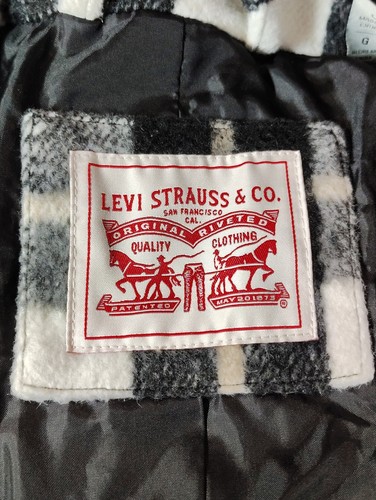 LEVI STRAUSS & CO.
SAN FRANCISCO
CAL.
ORIGINAL RIVETED
QUALITY CLOTHING
PATENTED MAY 20 1873
®
G